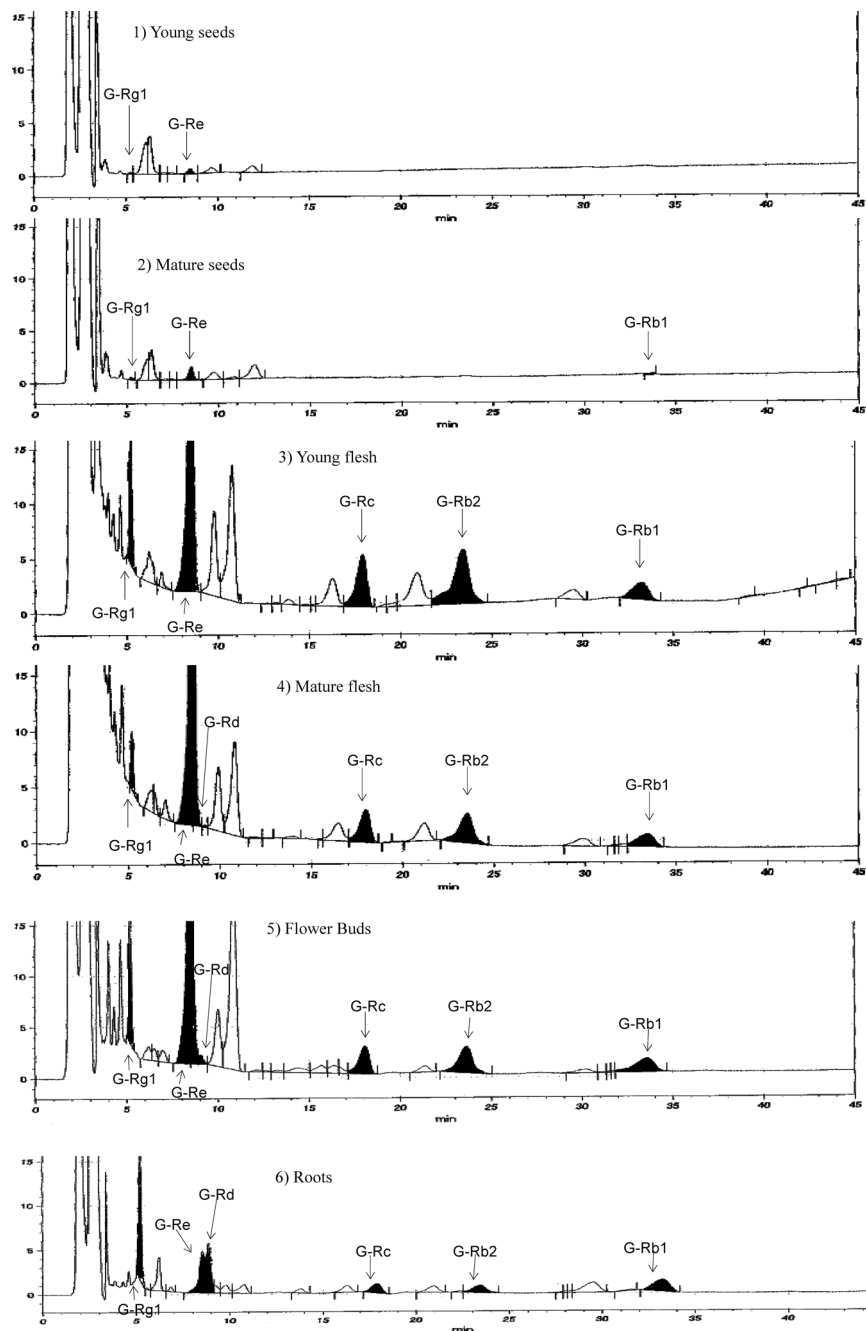 15
1) Young seeds
10
G-Rg1
G-Re
5
0
0 5 10 15 20 25 30 35 40 45
min
15
2) Mature seeds
10
G-Rg1
G-Re
G-Rb1
5
0
0 5 10 15 20 25 30 35 40 45
min
15
3) Young flesh
10
G-Rc
G-Rb2
G-Rb1
5
G-Rg1
0
G-Re
0 5 10 15 20 25 30 35 40 45
min
15
4) Mature flesh
G-Rd
10
G-Rc
G-Rb2
G-Rb1
5
0
G-Rg1
G-Re
0 5 10 15 20 25 30 35 40 45
min
15
5) Flower Buds
G-Rd
10
G-Rc
G-Rb2
G-Rb1
5
0
G-Rg1
G-Re
0 5 10 15 20 25 30 35 40 45
min
15
6) Roots
G-Rd
G-Re
10
G-Rc
G-Rb2
G-Rb1
5
0
G-Rg1
0 5 10 15 20 25 30 35 40 44
min